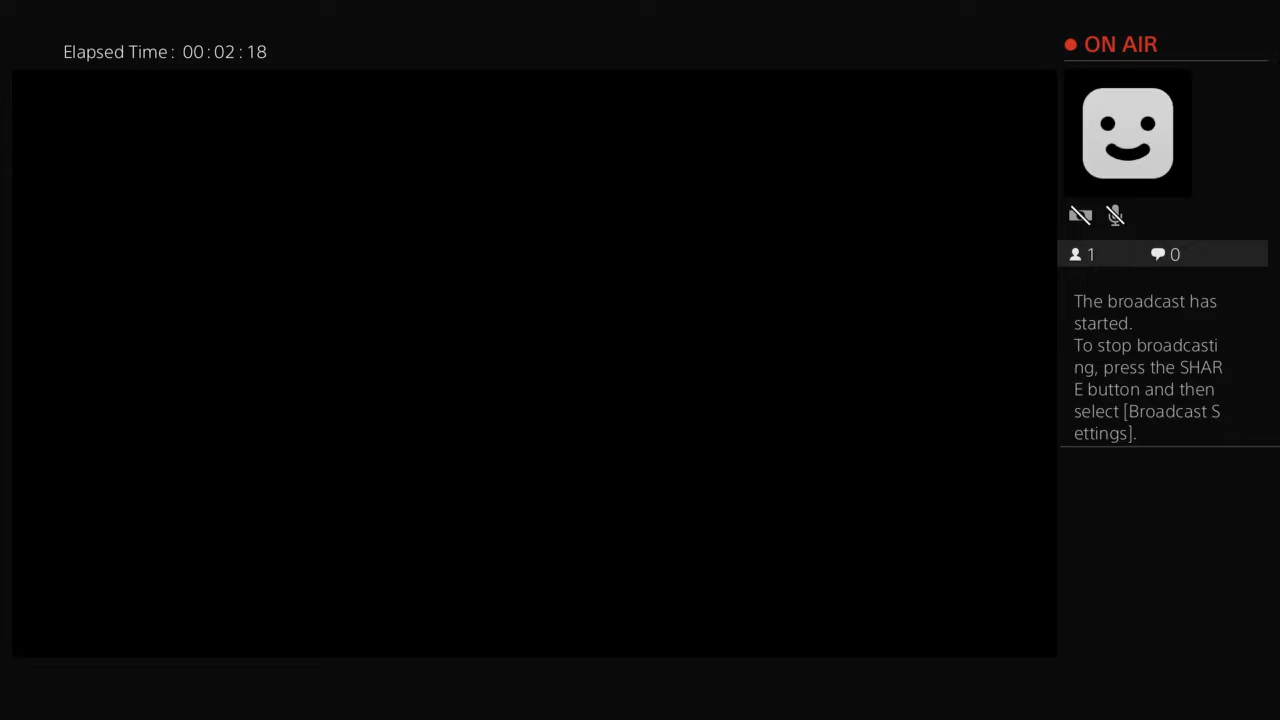 Elapsed Time: 00:02:18
ON AIR
1 0
The broadcast has
started.
To stop broadcasti
ng, press the SHAR
E button and then
select [Broadcast S
ettings].